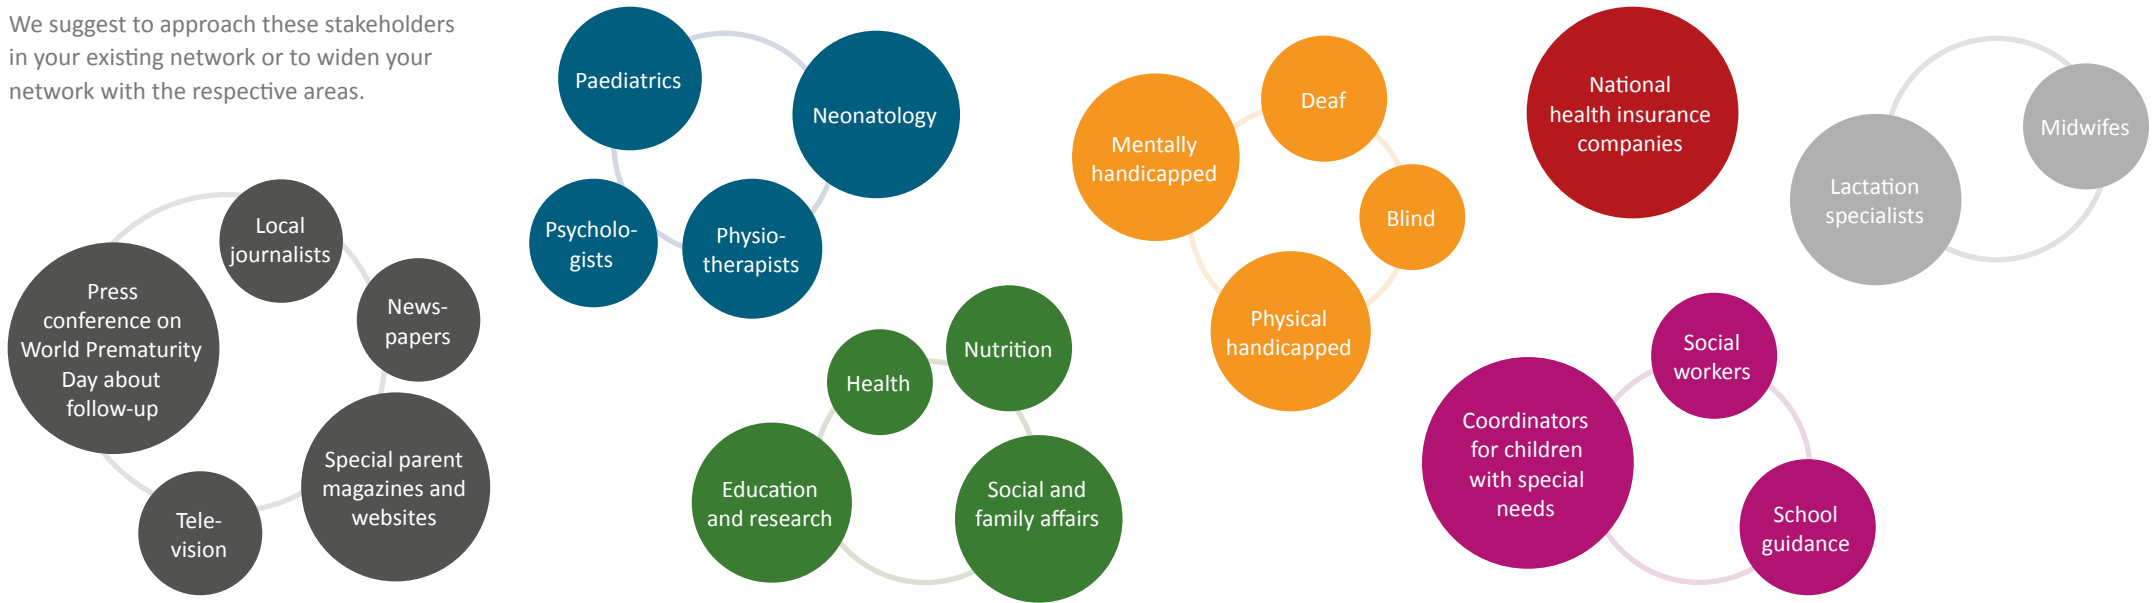 We suggest to approach these stakeholders
in your existing network or to widen your
network with the respective areas.
Local
journalists
Press
conference on
World Prematurity
Day about
follow-up
News-
papers
Special parent
magazines and
websites
Tele-
vision
Paediatrics
Neonatology
Psycholo-
gists
Physio-
therapists
Health
Nutrition
Education
and research
Social and
family affairs
Mentally
handicapped
Deaf
Blind
Physical
handicapped
National
health insurance
companies
Midwifes
Lactation
specialists
Social
workers
Coordinators
for children
with special
needs
School
guidance